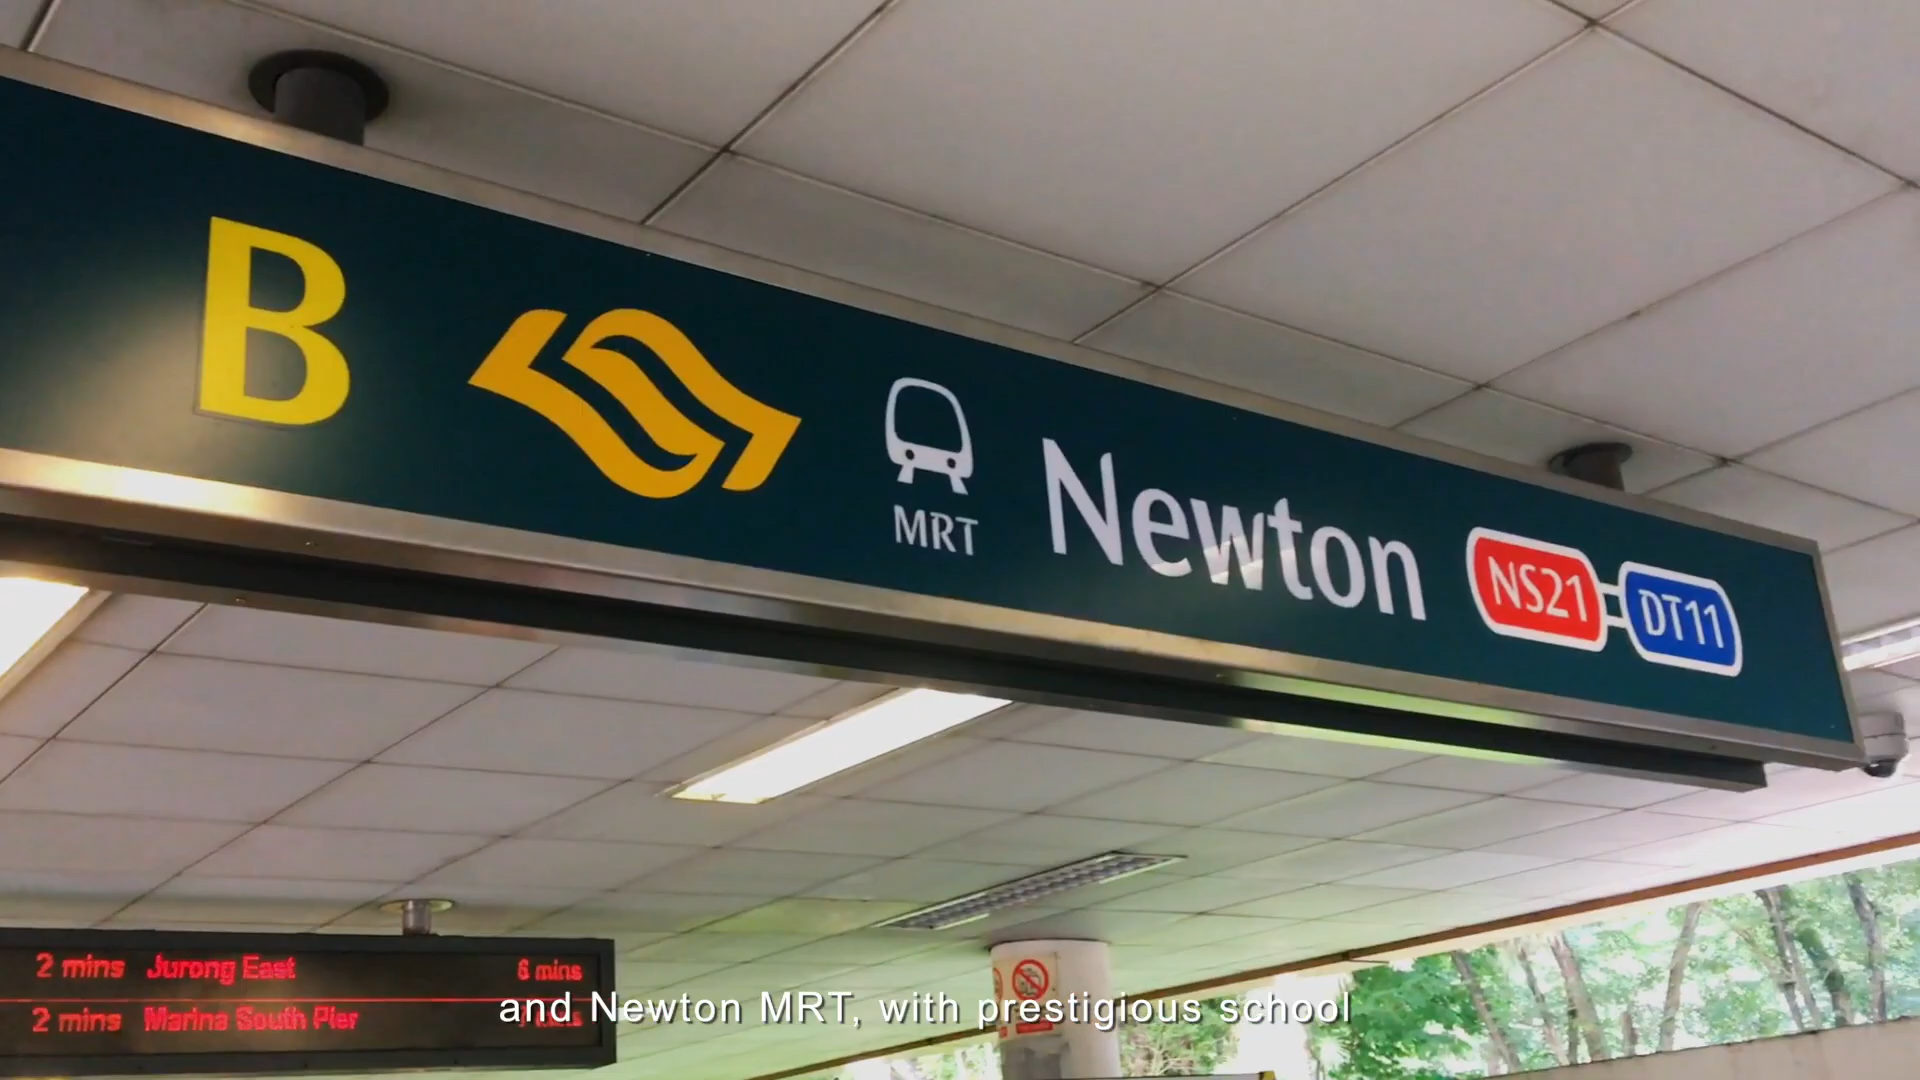 B
MRT
Newton
NS21 DT11
2 mins Jurong East 6 mins
2 mins Marina South Pier
and Newton MRT, with prestigious school